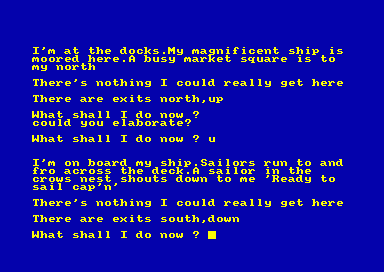 I'm at the docks.My magnificent ship is
moored here.A busy market square is to
my north
There's nothing I could really get here
There are exits north,up
What shall I do now ?
could you elaborate?
What shall I do now ? u
I'm on board my ship.Sailors run to and
fro across the deck.A sailor in the
crows nest shouts down to me 'Ready to
sail cap'n'
There's nothing I could really get here
There are exits south,down
What shall I do now ?